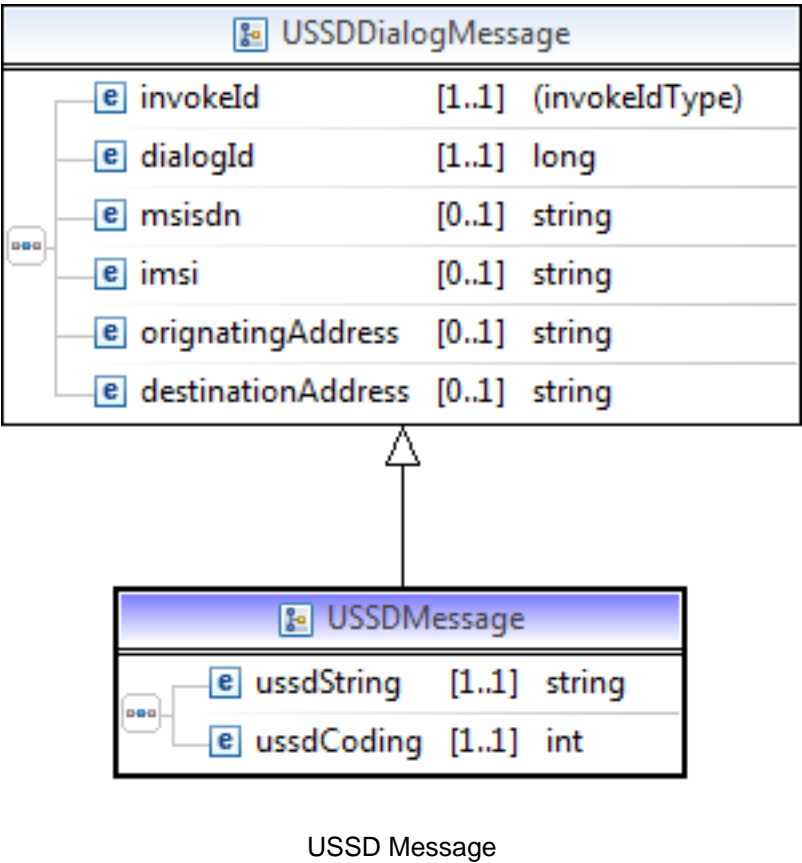 USSDDialogMessage
e invokeId [1..1] (invokeIdType)
e dialogId [1..1] long
e msisdn [0..1] string
e imsi [0..1] string
e orignatingAddress [0..1] string
e destinationAddress [0..1] string
USSDMessage
e ussdString [1..1] string
e ussdCoding [1..1] int
USSD Message